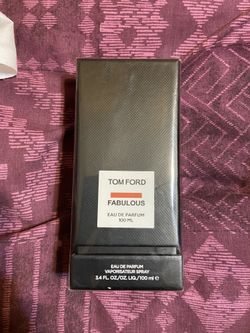 TOM FORD
FABULOUS
EAU DE PARFUM
100 ML
EAU DE PARFUM
VAPORISATEUR SPRAY
3.4 FL. OZ./OZ. LIQ./100 ml e